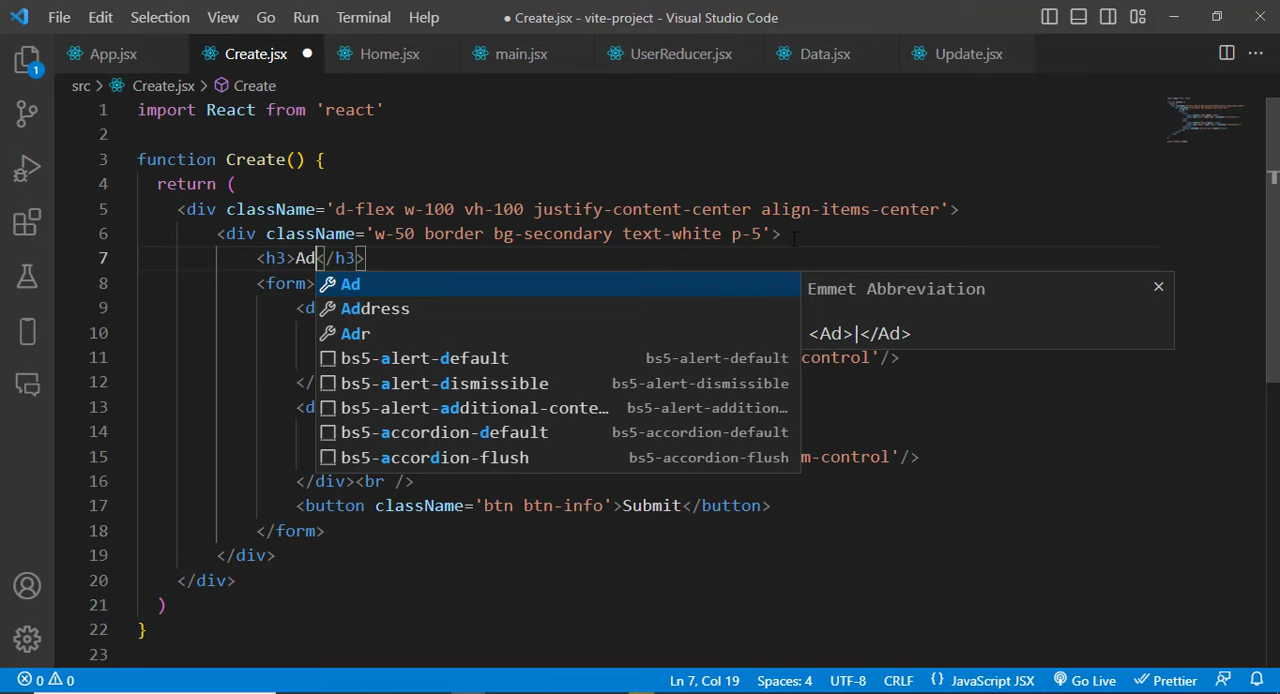 File Edit Selection View Go Run Terminal Help ● Create.jsx - vite-project - Visual Studio Code
App.jsx Create.jsx ● Home.jsx main.jsx UserReducer.jsx Data.jsx Update.jsx
1
src > Create.jsx > Create
1 import React from 'react'
2
3 function Create() {
4 return (
5 <div className='d-flex w-100 vh-100 justify-content-center align-items-center'>
6 <div className='w-50 border bg-secondary text-white p-5'>
7 <h3>Ad</h3>
8 <form>
Ad
Emmet Abbreviation
9 <d
Address
10
Adr
<Ad>|</Ad>
11
bs5-alert-default bs5-alert-default
control'/>
12 </
bs5-alert-dismissible bs5-alert-dismissible
13 <d
bs5-alert-additional-conte… bs5-alert-addition…
14
bs5-accordion-default bs5-accordion-default
15
bs5-accordion-flush bs5-accordion-flush
m-control'/>
16 </div><br />
17 <button className='btn btn-info'>Submit</button>
18 </form>
19 </div>
20 </div>
21 )
22 }
23
0 0 Ln 7, Col 19 Spaces: 4 UTF-8 CRLF {} JavaScript JSX Go Live Prettier